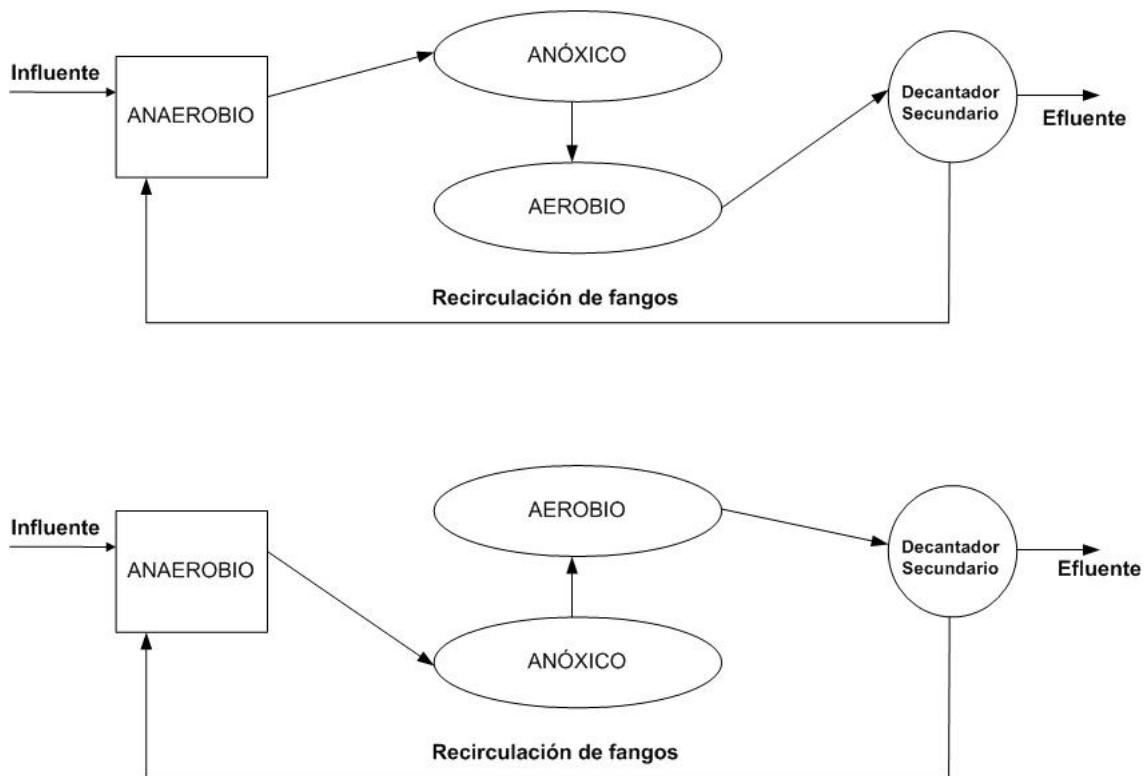 Influente
ANAEROBIO
ANÓXICO
AEROBIO
Decantador
Secundario
Efluente
Recirculación de fangos
Influente
ANAEROBIO
AEROBIO
ANÓXICO
Decantador
Secundario
Efluente
Recirculación de fangos